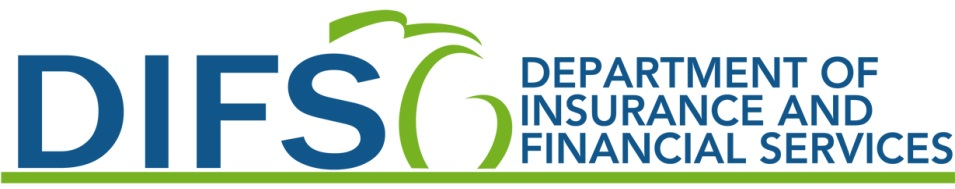 DIFS
DEPARTMENT OF
INSURANCE AND
FINANCIAL SERVICES